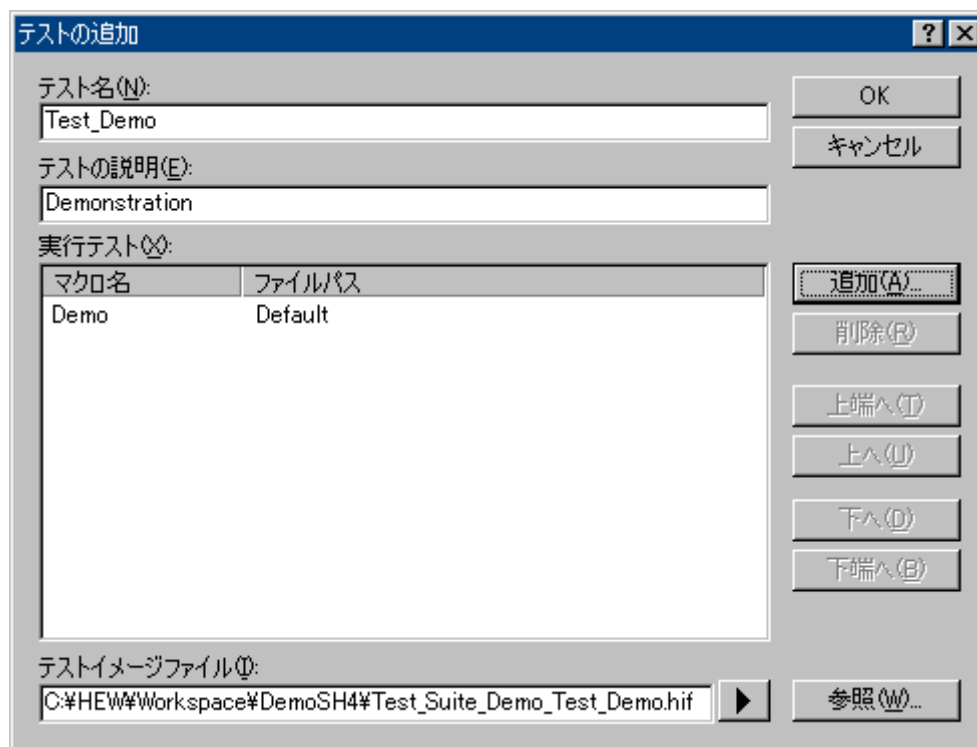 テストの追加
テスト名(N):
Test_Demo
テストの説明(E):
Demonstration
実行テスト(X):
マクロ名 ファイルパス
Demo Default
テストイメージファイル(I):
C:¥HEW¥Workspace¥DemoSH4¥Test_Suite_Demo_Test_Demo.hif
OK
キャンセル
追加(A)...
削除(R)
上端へ(T)
上へ(U)
下へ(D)
下端へ(B)
参照(W)...